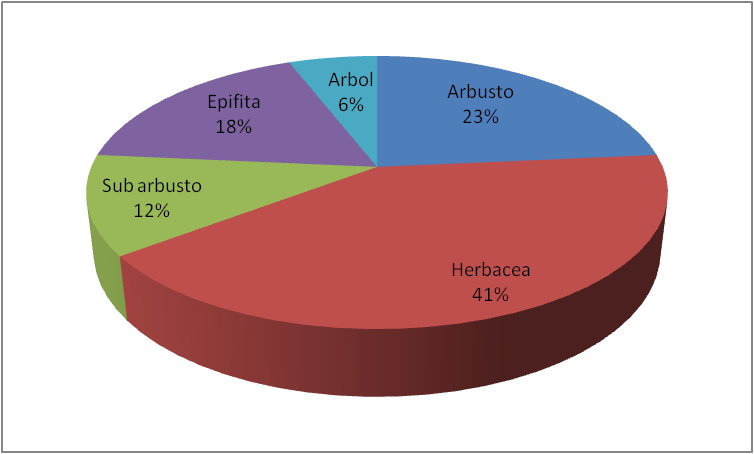 Arbusto
23%
Herbacea
41%
Sub arbusto
12%
Epifita
18%
Arbol
6%